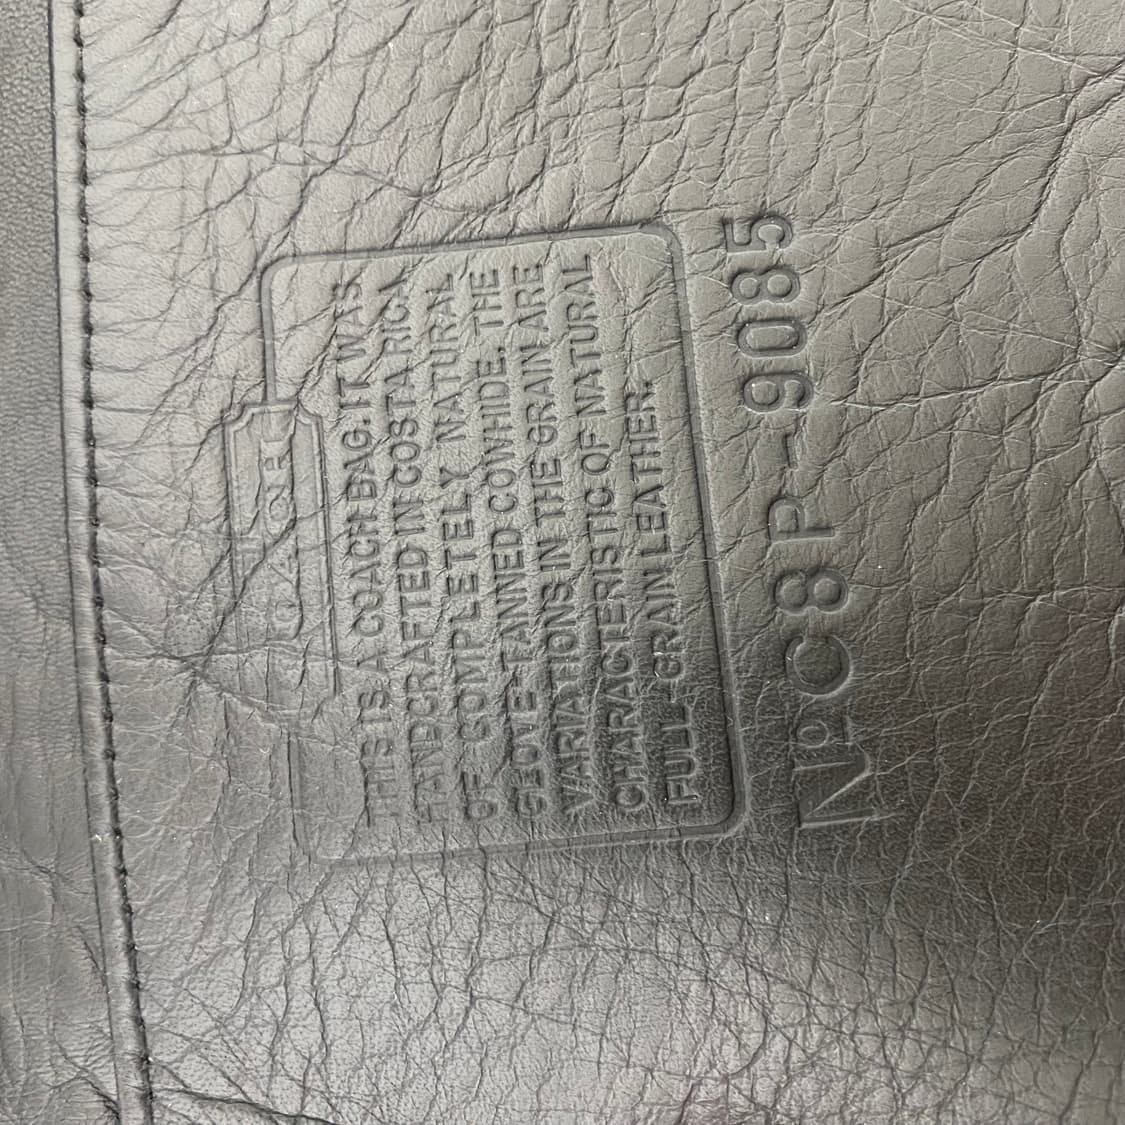 COACH
THIS IS A COACH BAG. IT WAS
HANDCRAFTED IN COSTA RICA
OF COMPLETELY NATURAL
GLOVE TANNED COWHIDE. THE
VARIATIONS IN THE GRAIN ARE
CHARACTERISTIC OF NATURAL
FULL GRAIN LEATHER.
Nº C8P-9085